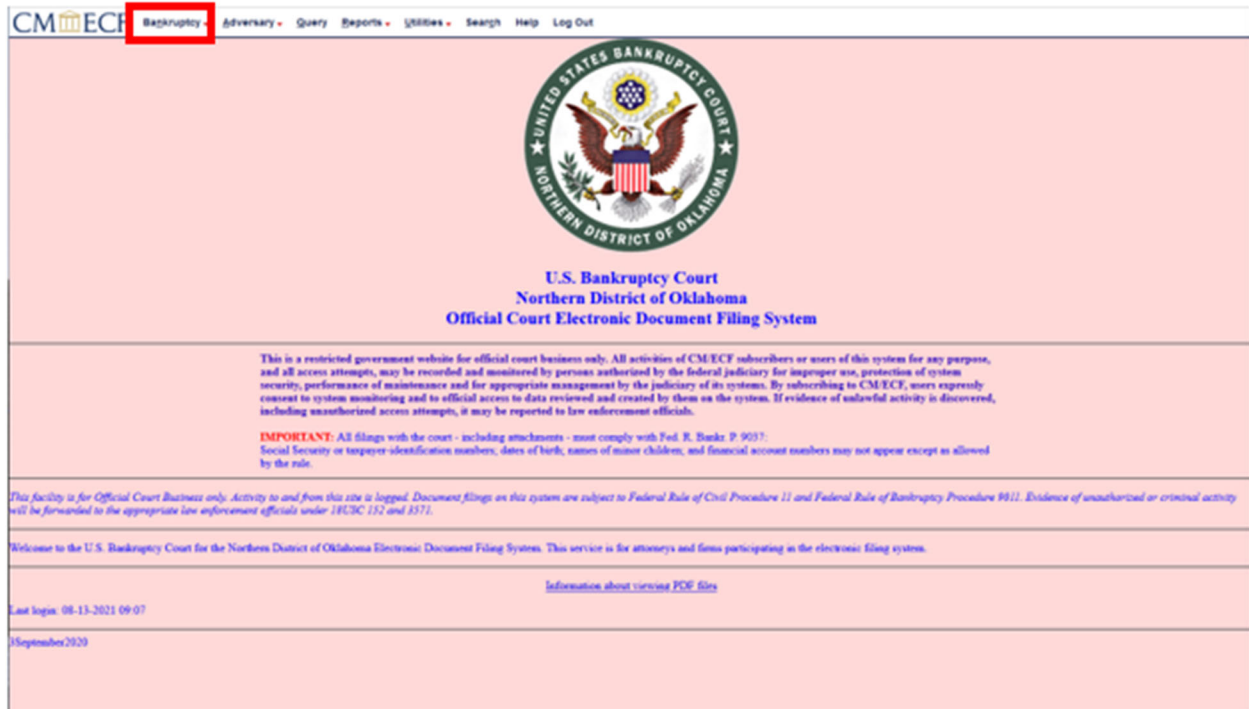 CM ECF Bankruptcy Adversary Query Reports Utilities Search Help Log Out
UNITED STATES BANKRUPTCY COURT
NORTHERN DISTRICT OF OKLAHOMA
U.S. Bankruptcy Court
Northern District of Oklahoma
Official Court Electronic Document Filing System
This is a restricted government website for official court business only. All activities of CM/ECF subscribers or users of this system for any purpose,
and all access attempts, may be recorded and monitored by persons authorized by the federal judiciary for improper use, protection of system
security, performance of maintenance and for appropriate management by the judiciary of its systems. By subscribing to CM/ECF, users expressly
consent to system monitoring and to official access to data reviewed and created by them on the system. If evidence of unlawful activity is discovered,
including unauthorized access attempts, it may be reported to law enforcement officials.
IMPORTANT: All filings with the court - including attachments - must comply with Fed. R. Bankr. P. 9037:
Social Security or taxpayer-identification numbers; dates of birth; names of minor children; and financial account numbers may not appear except as allowed
by the rule.
This facility is for Official Court Business only. Activity to and from this site is logged. Document filings on this system are subject to Federal Rule of Civil Procedure 11 and Federal Rule of Bankruptcy Procedure 9011. Evidence of unauthorized or criminal activity
will be forwarded to the appropriate law enforcement officials under 18USC 152 and 3571.
Welcome to the U.S. Bankruptcy Court for the Northern District of Oklahoma Electronic Document Filing System. This service is for attorneys and firms participating in the electronic filing system.
Information about viewing PDF files
Last login: 08-13-2021 09:07
3September2020